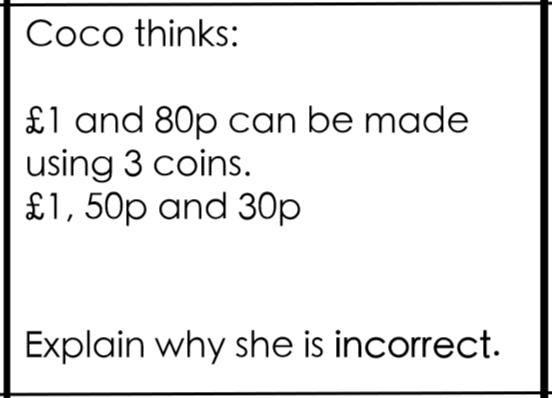 Coco thinks:
£1 and 80p can be made
using 3 coins.
£1, 50p and 30p
Explain why she is incorrect.